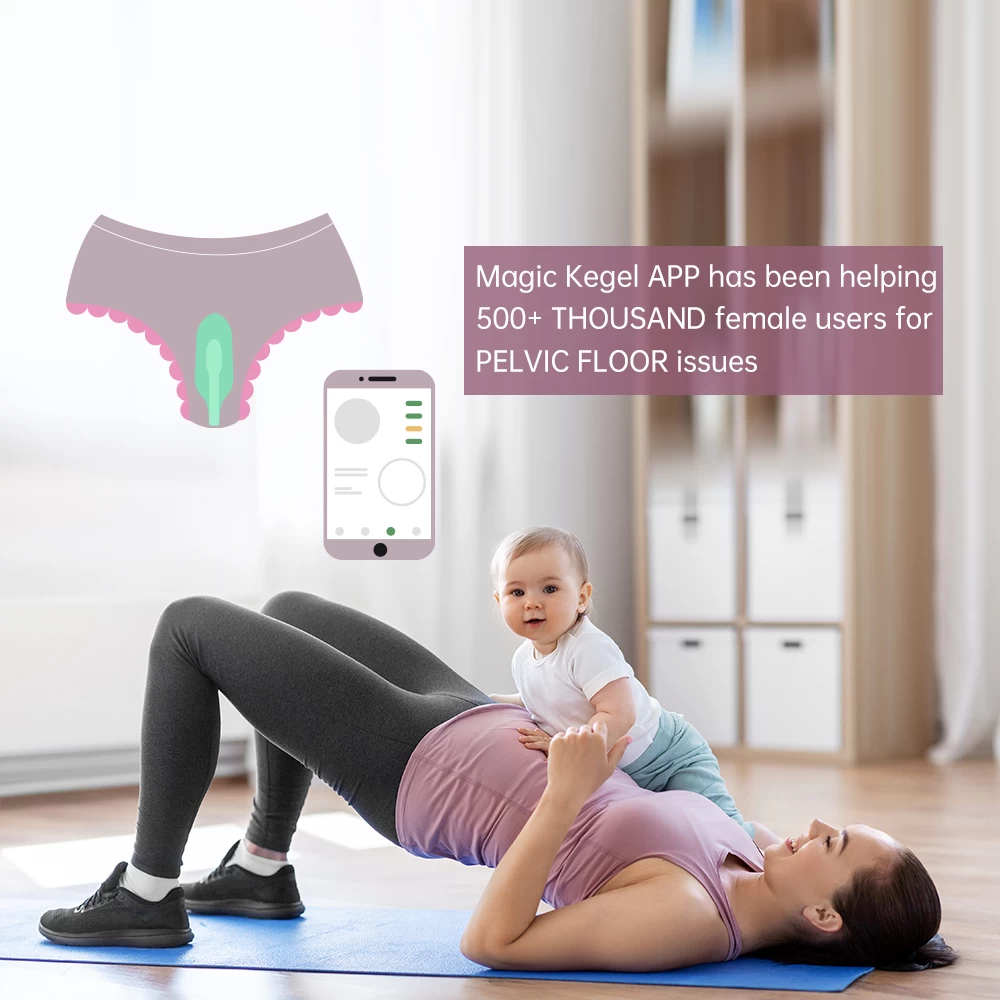 Magic Kegel APP has been helping
500+ THOUSAND female users for
PELVIC FLOOR issues